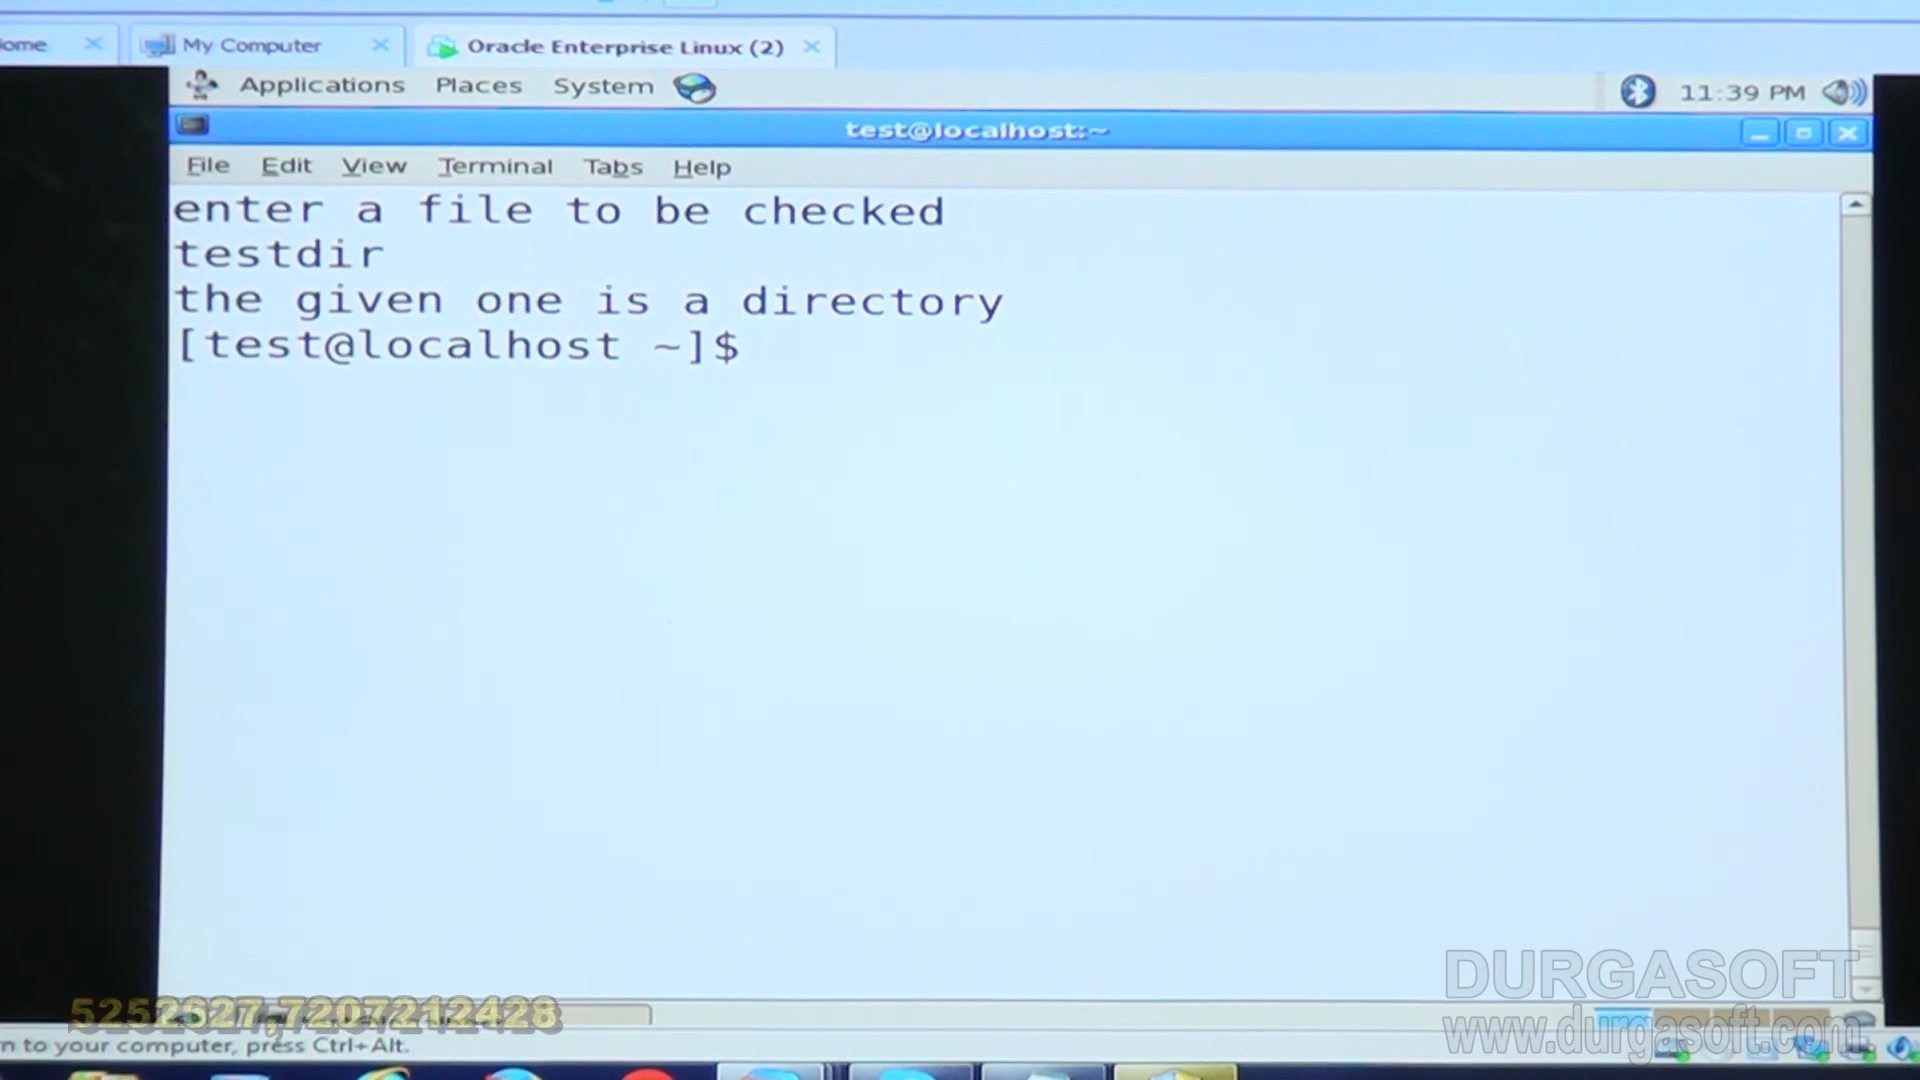 ome
My Computer
Oracle Enterprise Linux (2)
Applications Places System
11:39 PM
test@localhost:~
File Edit View Terminal Tabs Help
enter a file to be checked
testdir
the given one is a directory
[test@localhost ~]$
DURGASOFT
5252627,7207212428
www.durgasoft.com
n to your computer, press Ctrl+Alt.